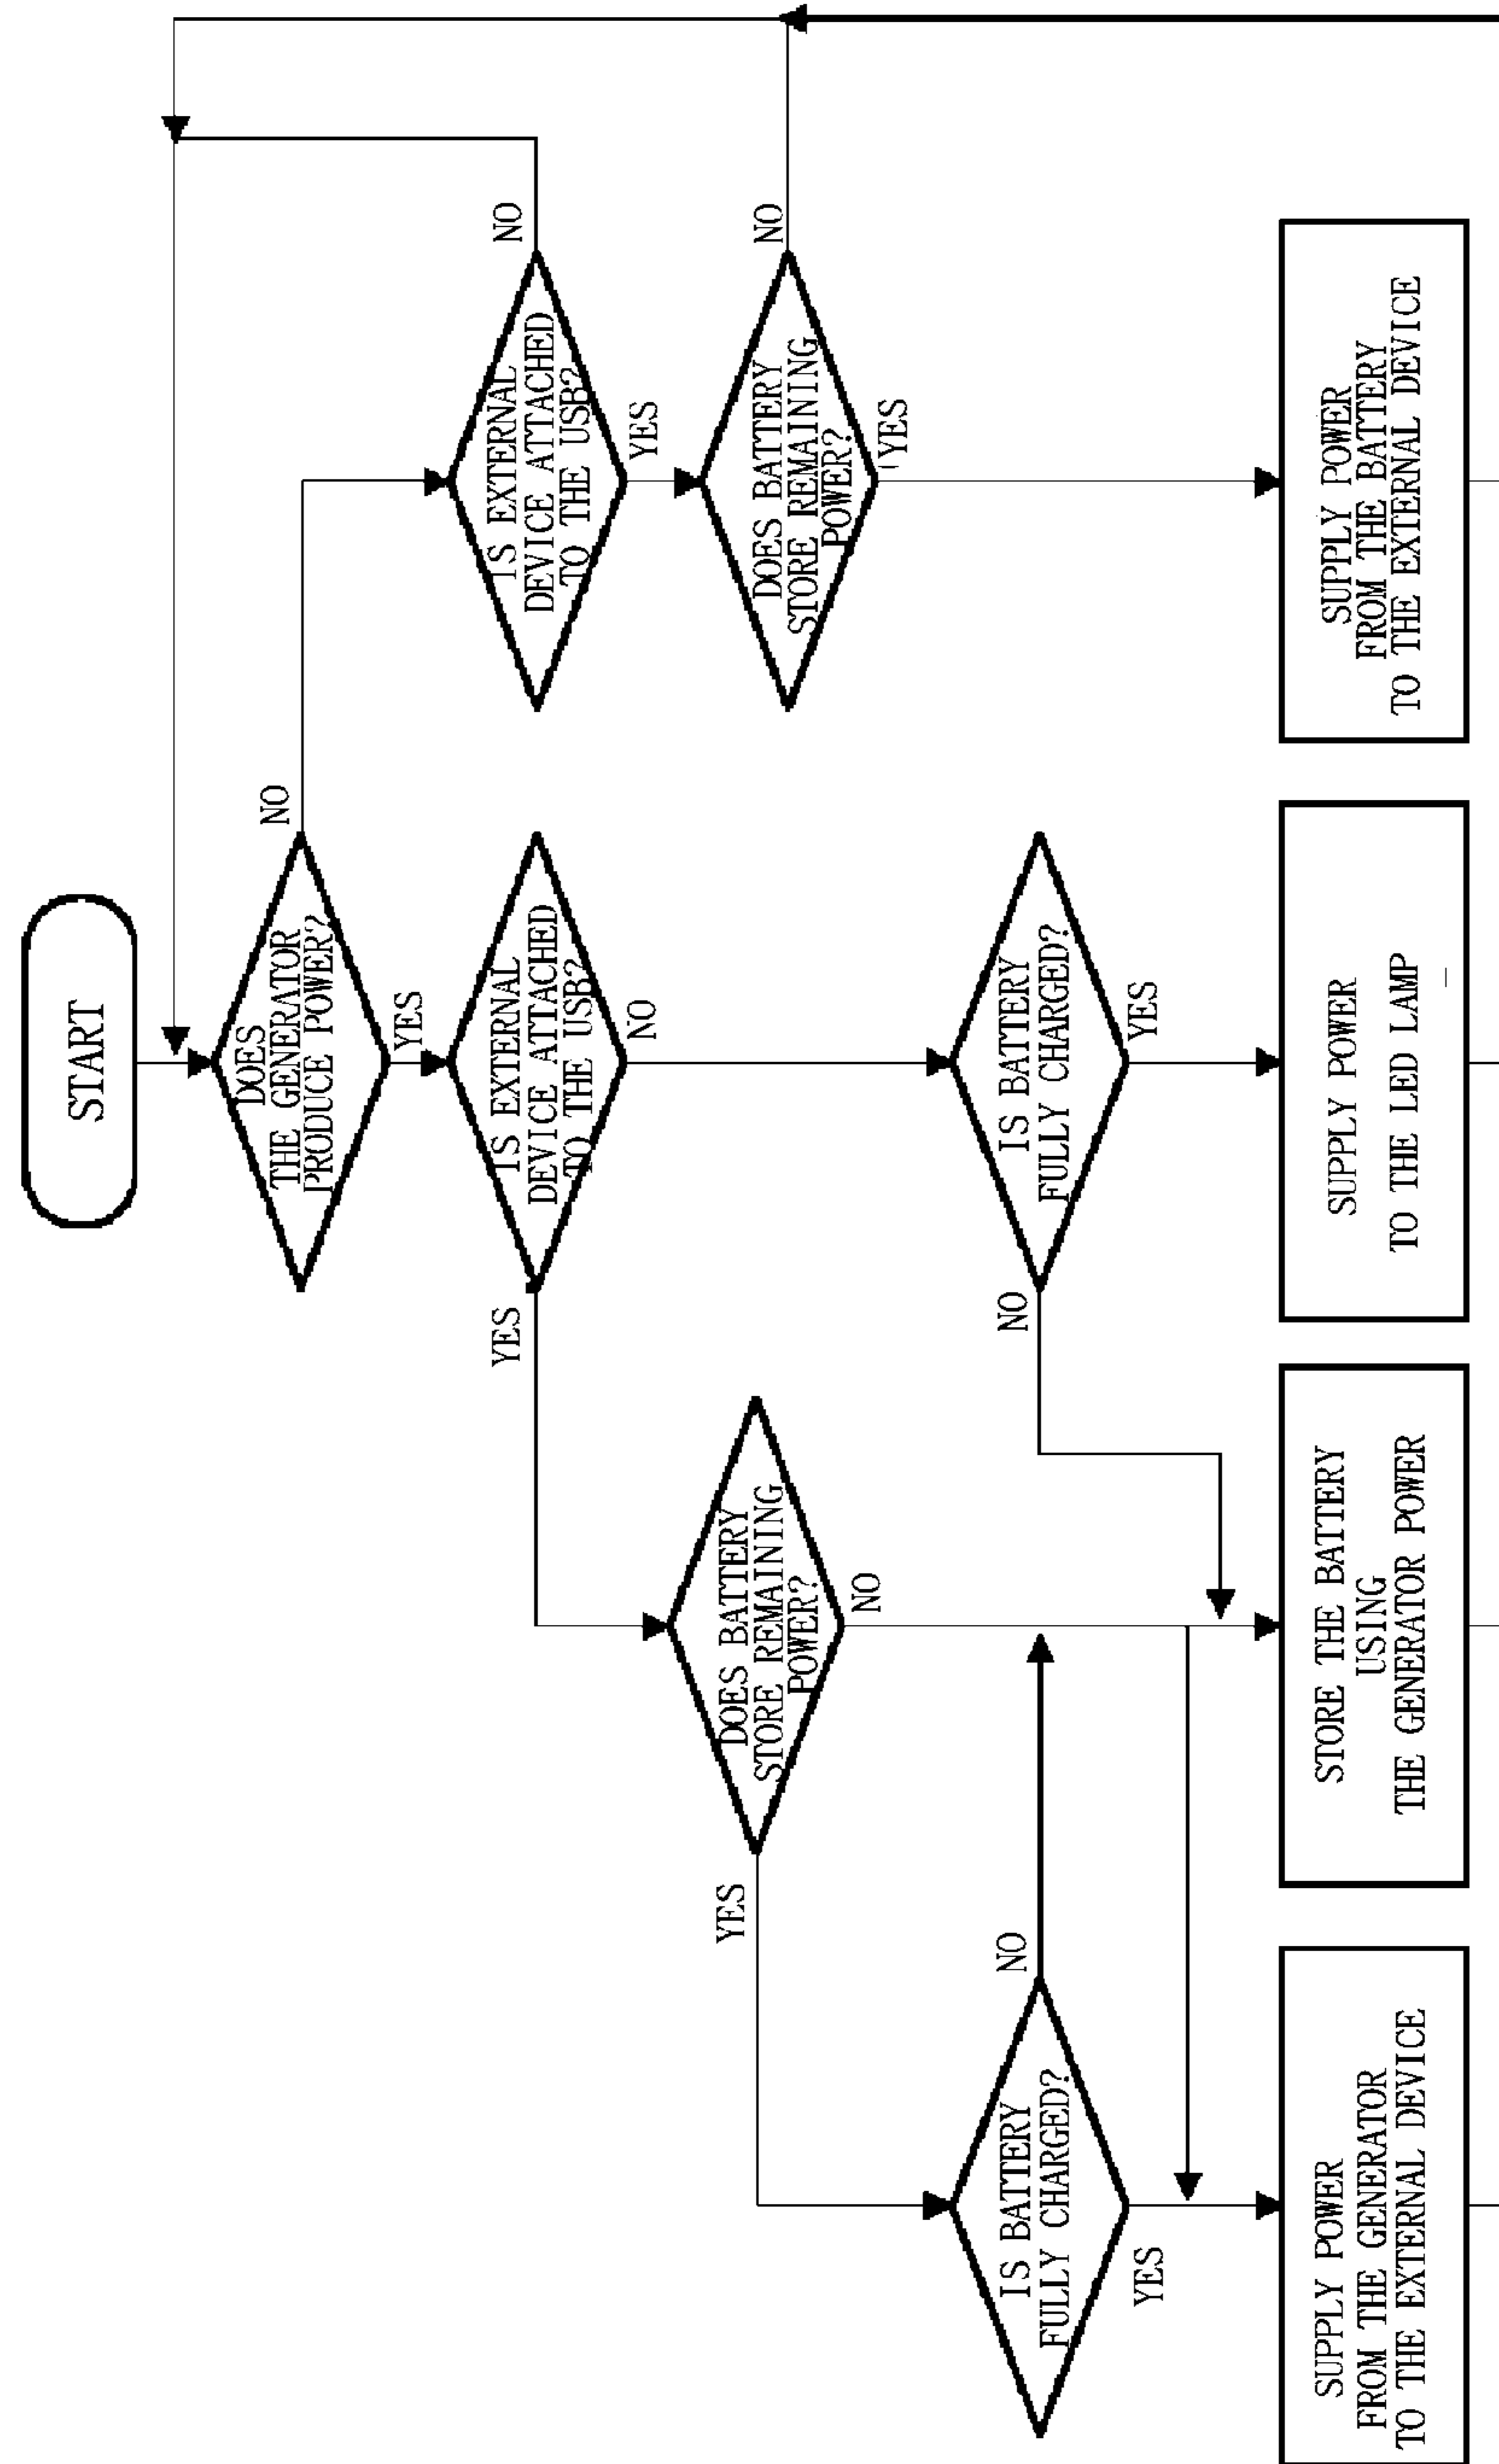 START
DOES
THE GENERATOR
PRODUCE POWER?
NO
YES
IS EXTERNAL
DEVICE ATTACHED
TO THE USB?
YES
NO
IS EXTERNAL
DEVICE ATTACHED
TO THE USB?
NO
YES
DOES BATTERY
STORE REMAINING
POWER?
YES
NO
DOES BATTERY
STORE REMAINING
POWER?
NO
YES
IS BATTERY
FULLY CHARGED?
NO
YES
IS BATTERY
FULLY CHARGED?
NO
YES
SUPPLY POWER
FROM THE GENERATOR
TO THE EXTERNAL DEVICE
STORE THE BATTERY
USING
THE GENERATOR POWER
SUPPLY POWER
TO THE LED LAMP
SUPPLY POWER
FROM THE BATTERY
TO THE EXTERNAL DEVICE